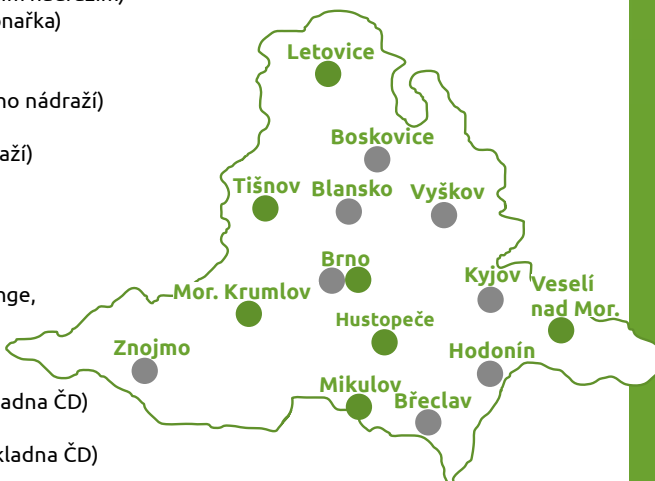 onařka)
Letovice
ho nádraží)
Boskovice
aží)
Tišnov
Blansko
Vyškov
Brno
Kyjov
nge,
Mor. Krumlov
Veselí
nad Mor.
Hustopeče
Znojmo
Hodonín
Mikulov
Břeclav
adna ČD)
kladna ČD)